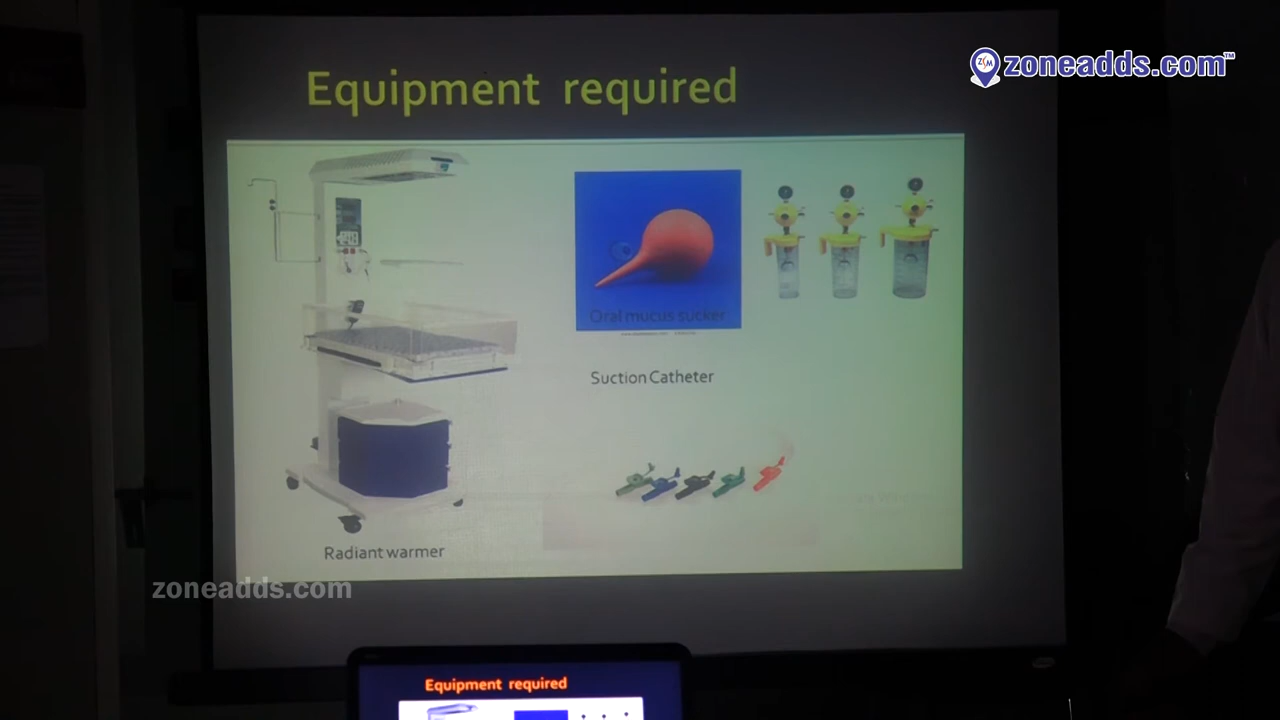 Equipment required
zoneadds.com™
Oral mucus sucker
Suction Catheter
Radiant warmer
zoneadds.com
Equipment required